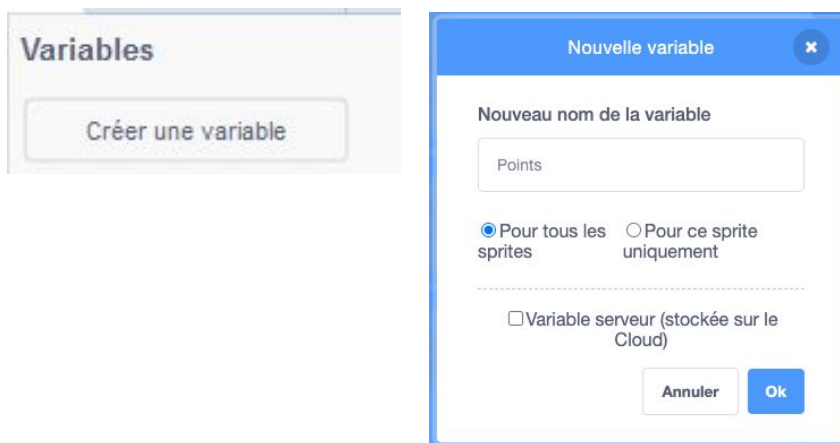 Variables
Créer une variable
Nouvelle variable
Nouveau nom de la variable
Points
Pour tous les
sprites
Pour ce sprite
uniquement
Variable serveur (stockée sur le
Cloud)
Annuler
Ok